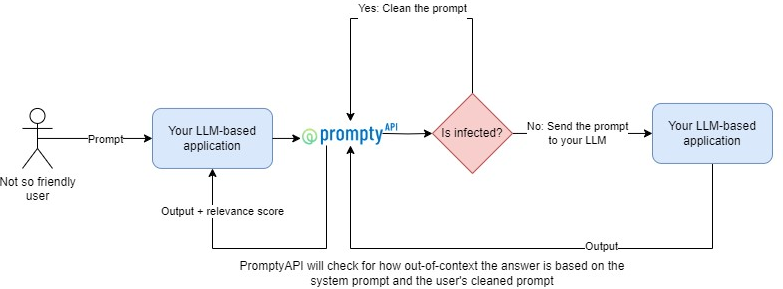 Yes: Clean the prompt
Not so friendly
user
Prompt
Your LLM-based
application
prompty API
Is infected?
No: Send the prompt
to your LLM
Your LLM-based
application
Output + relevance score
Output
PromptyAPI will check for how out-of-context the answer is based on the
system prompt and the user's cleaned prompt